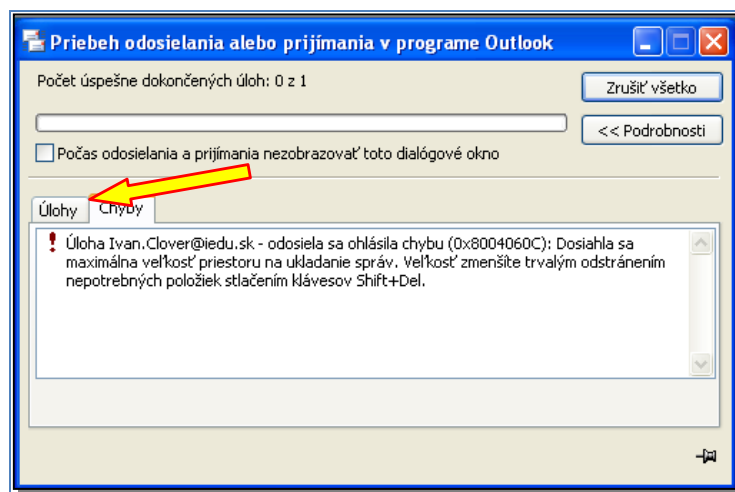 Priebeh odosielania alebo prijímania v programe Outlook
Počet úspešne dokončených úloh: 0 z 1
Zrušiť všetko
<< Podrobnosti
Počas odosielania a prijímania nezobrazovať toto dialógové okno
Úlohy
Chyby
Úloha Ivan.Clover@iedu.sk - odosiela sa ohlásila chybu (0x8004060C): Dosiahla sa
maximálna veľkosť priestoru na ukladanie správ. Veľkosť zmenšíte trvalým odstránením
nepotrebných položiek stlačením klávesov Shift+Del.